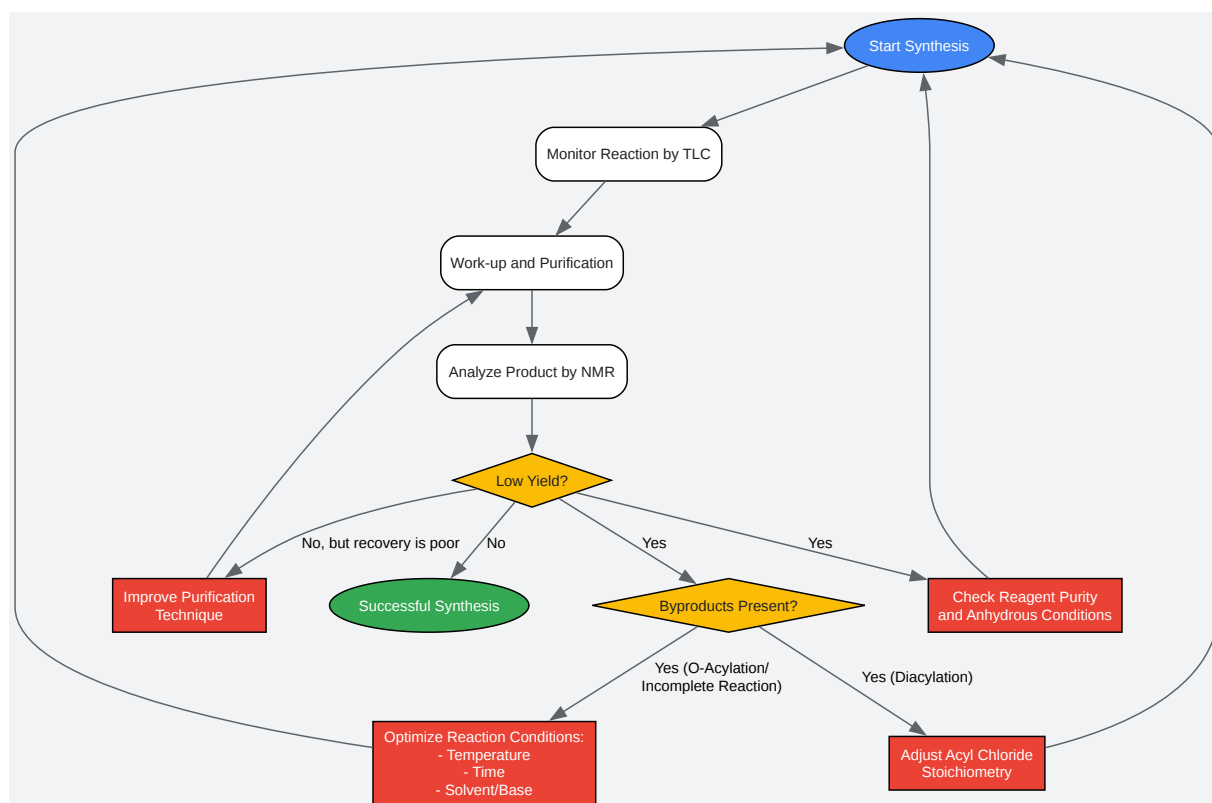 Start Synthesis
Monitor Reaction by TLC
Work-up and Purification
Analyze Product by NMR
Low Yield?
No, but recovery is poor
No
Yes
Yes
Improve Purification
Technique
Successful Synthesis
Byproducts Present?
Check Reagent Purity
and Anhydrous Conditions
Yes (O-Acylation/
Incomplete Reaction)
Yes (Diacylation)
Optimize Reaction Conditions:
- Temperature
- Time
- Solvent/Base
Adjust Acyl Chloride
Stoichiometry